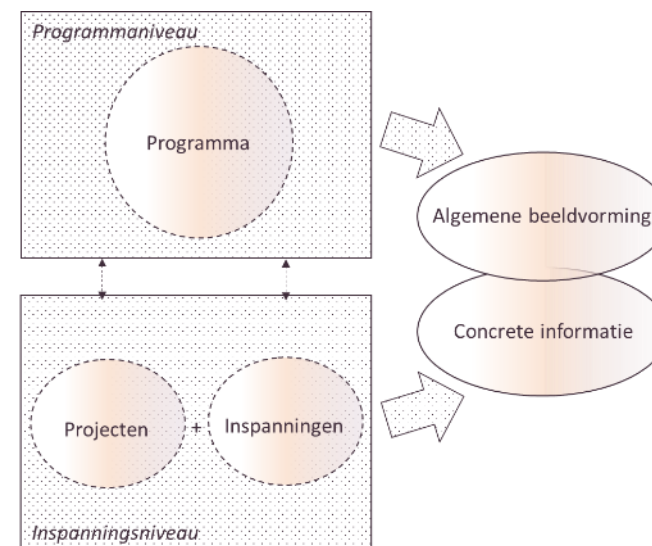 Programmaniveau
Programma
Algemene beeldvorming
Concrete informatie
Projecten + Inspanningen
Inspanningsniveau